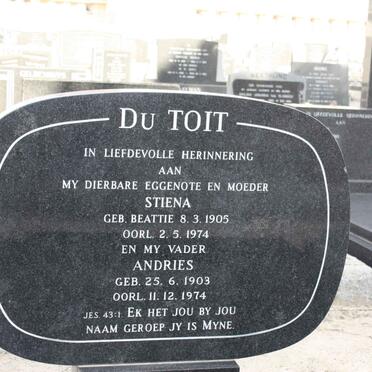 DU TOIT
IN LIEFDEVOLLE HERINNERING
AAN
MY DIERBARE EGGENOTE EN MOEDER
STIENA
GEB. BEATTIE 8. 3. 1905
OORL. 2. 5. 1974
EN MY VADER
ANDRIES
GEB. 25. 6. 1903
OORL. 11. 12. 1974
JES. 43:1 EK HET JOU BY JOU
NAAM GEROEP JY IS MYNE.